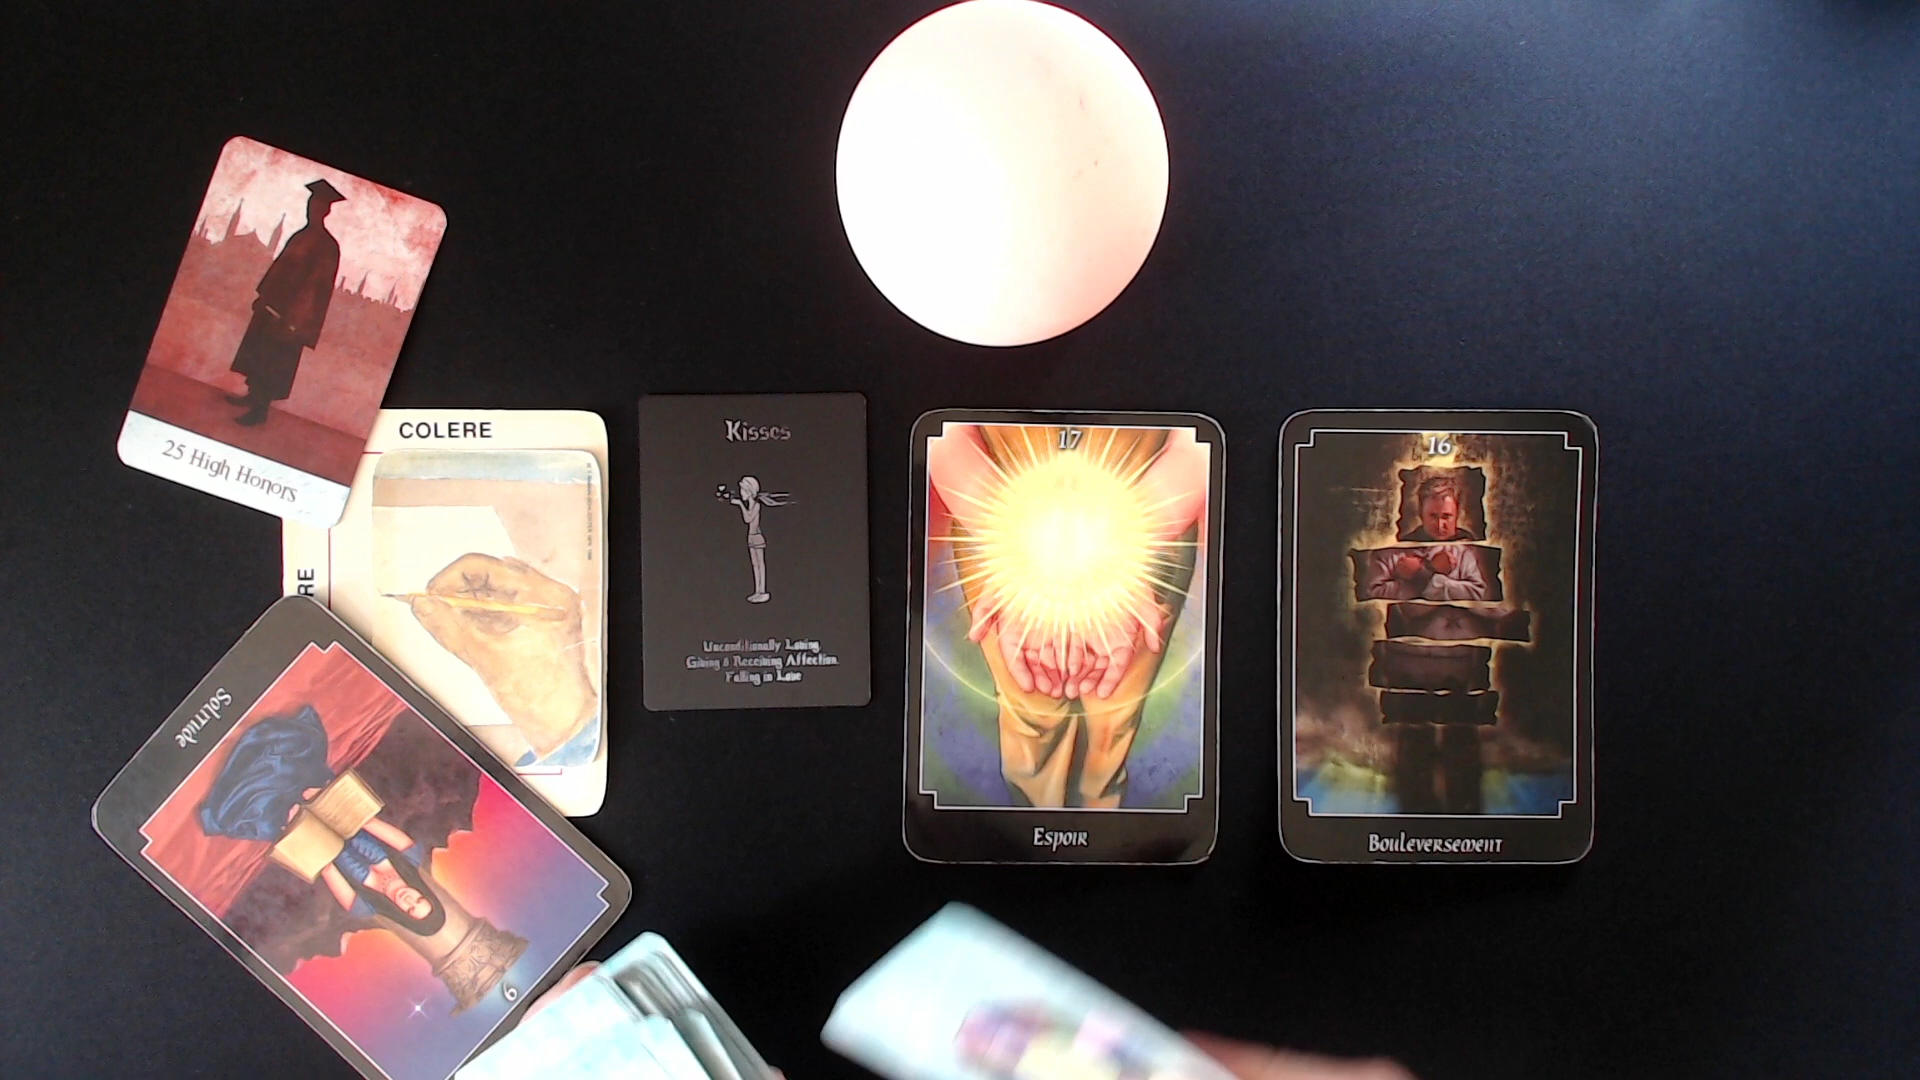 25 High Honors
COLERE
RE
Kisses
Unconditionally Loving
Giving & Receiving Affection
Falling in Love
17
Espoir
16
Bouleversement
Solitude
9